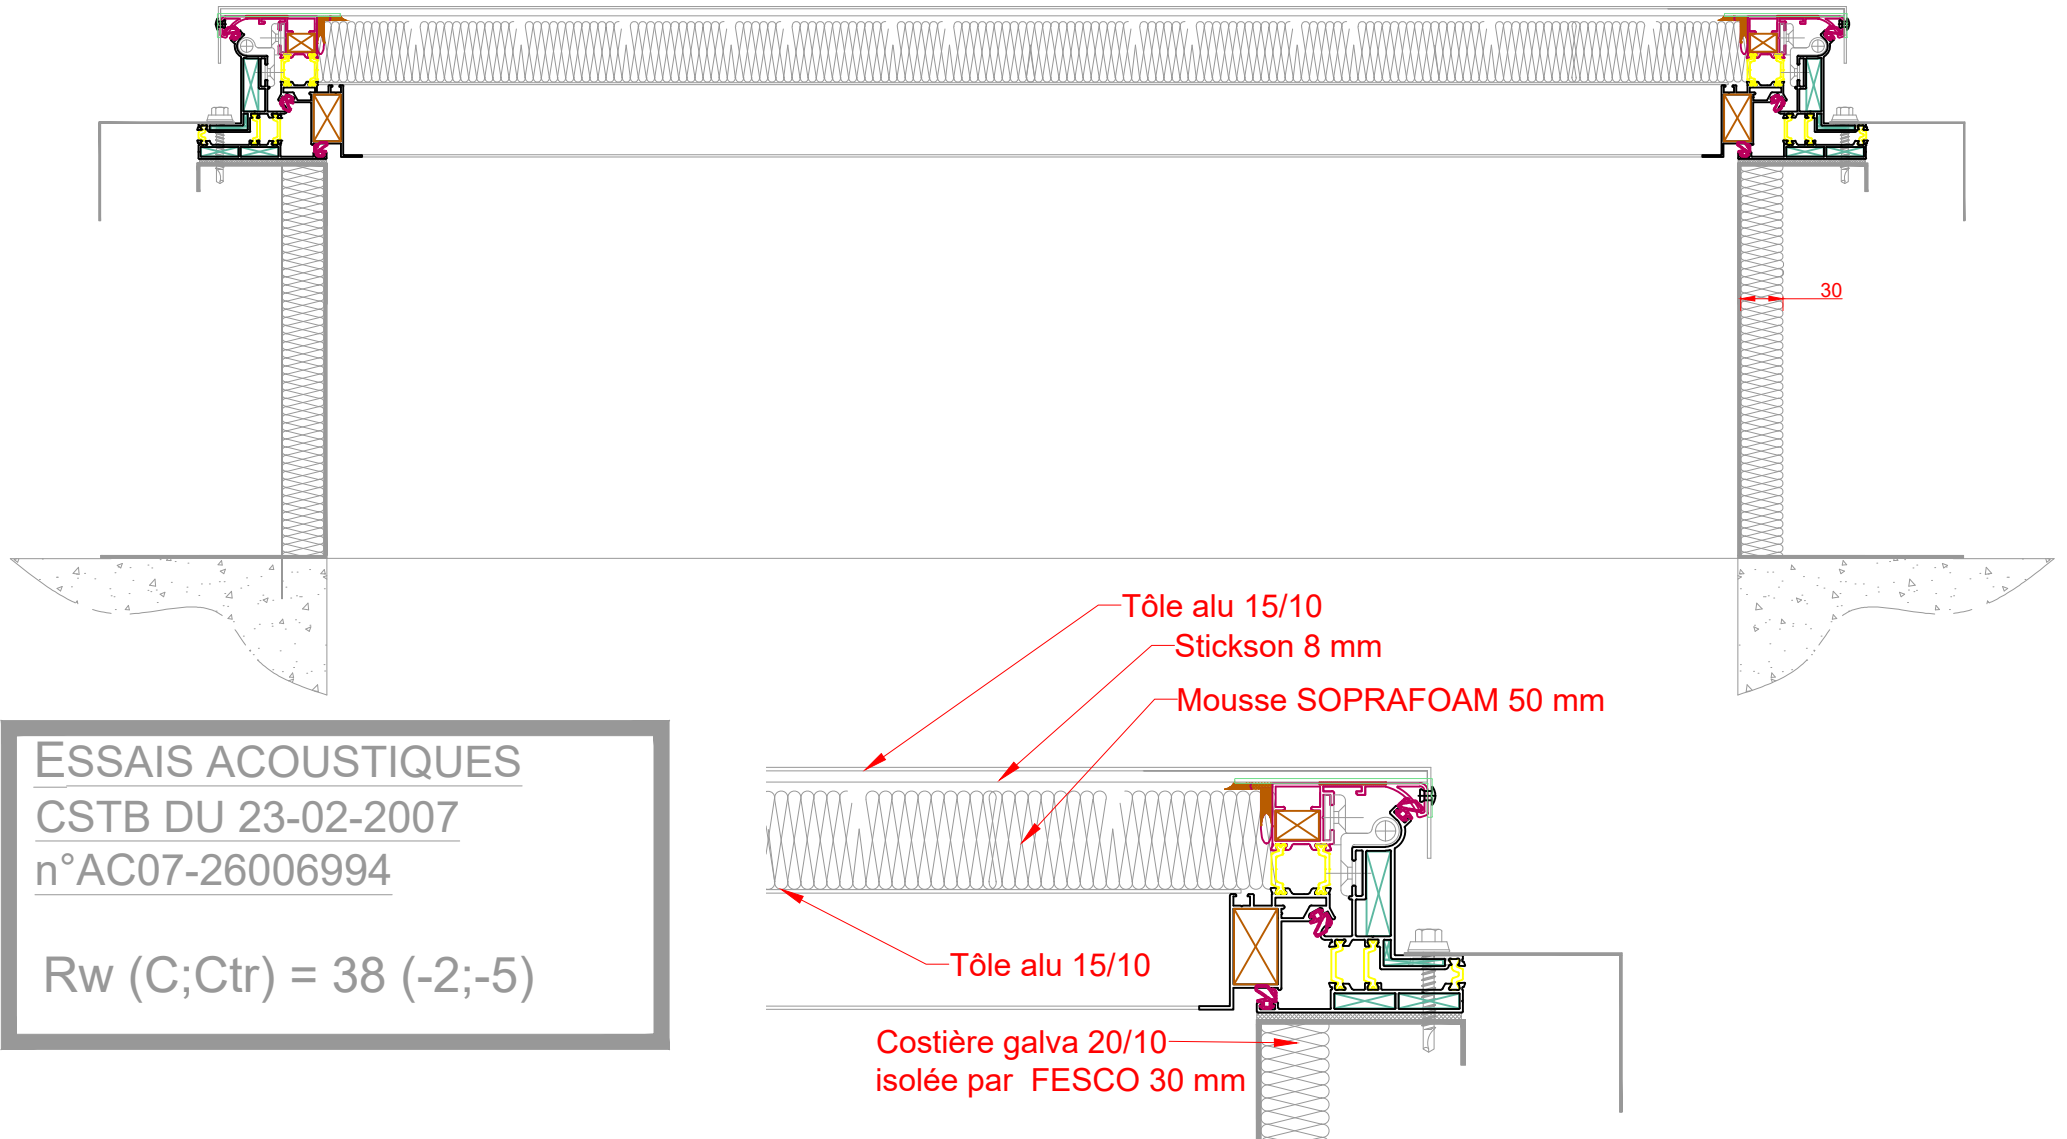 30
Tôle alu 15/10
Stickson 8 mm
Mousse SOPRAFOAM 50 mm
ESSAIS ACOUSTIQUES
CSTB DU 23-02-2007
n°AC07-26006994
Rw (C;Ctr) = 38 (-2;-5)
Tôle alu 15/10
Costière galva 20/10
isolée par FESCO 30 mm